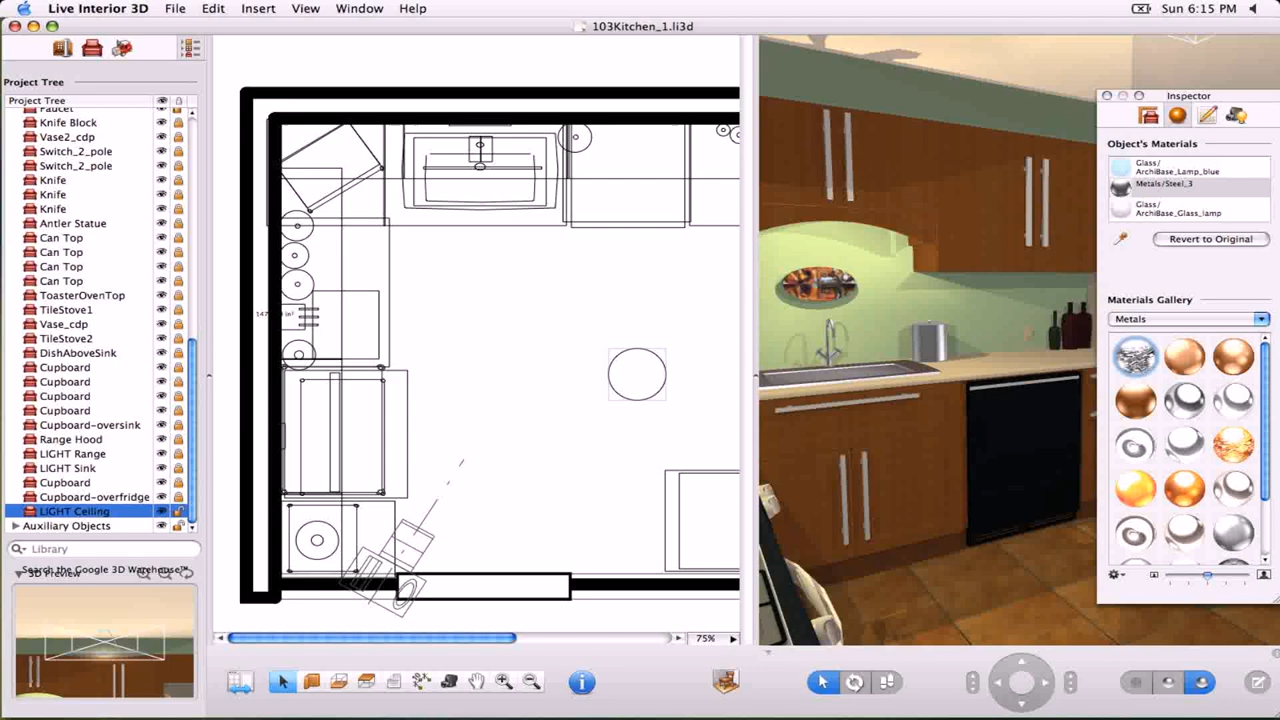 Live Interior 3D File Edit Insert View Window Help Sun 6:15 PM
103Kitchen_1.li3d
Project Tree
Project Tree
Faucet
Knife Block
Vase2_cdp
Switch_2_pole
Switch_2_pole
Knife
Knife
Knife
Antler Statue
Can Top
Can Top
Can Top
Can Top
ToasterOvenTop
TileStove1
Vase_cdp
TileStove2
DishAboveSink
Cupboard
Cupboard
Cupboard
Cupboard
Cupboard-oversink
Range Hood
LIGHT Range
LIGHT Sink
Cupboard
Cupboard-overfridge
LIGHT Ceiling
Auxiliary Objects
Library
Search the Google 3D Warehouse™
3D Preview
75%
Inspector
Object's Materials
Glass/
ArchiBase_Lamp_blue
Metals/Steel_3
Glass/
ArchiBase_Glass_lamp
Revert to Original
Materials Gallery
Metals